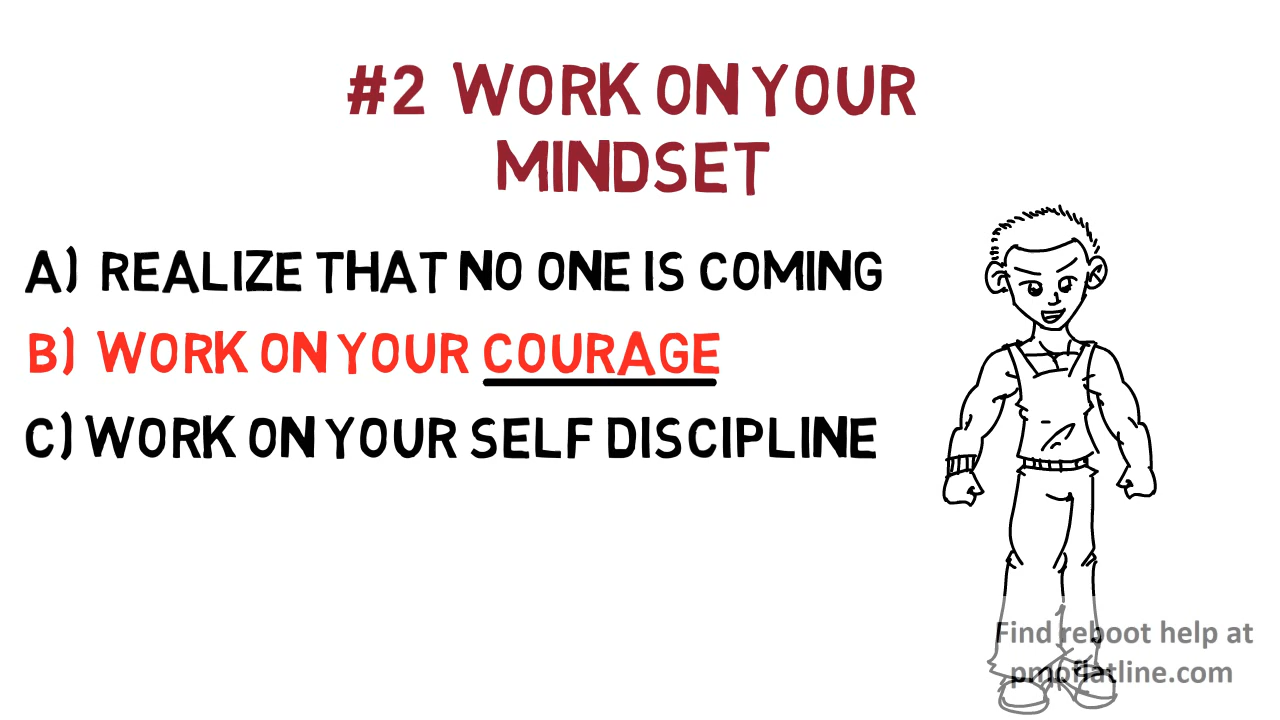 #2 WORK ON YOUR
MINDSET
A) REALIZE THAT NO ONE IS COMING
B) WORK ON YOUR COURAGE
C) WORK ON YOUR SELF DISCIPLINE
Find reboot help at
pmpflatline.com